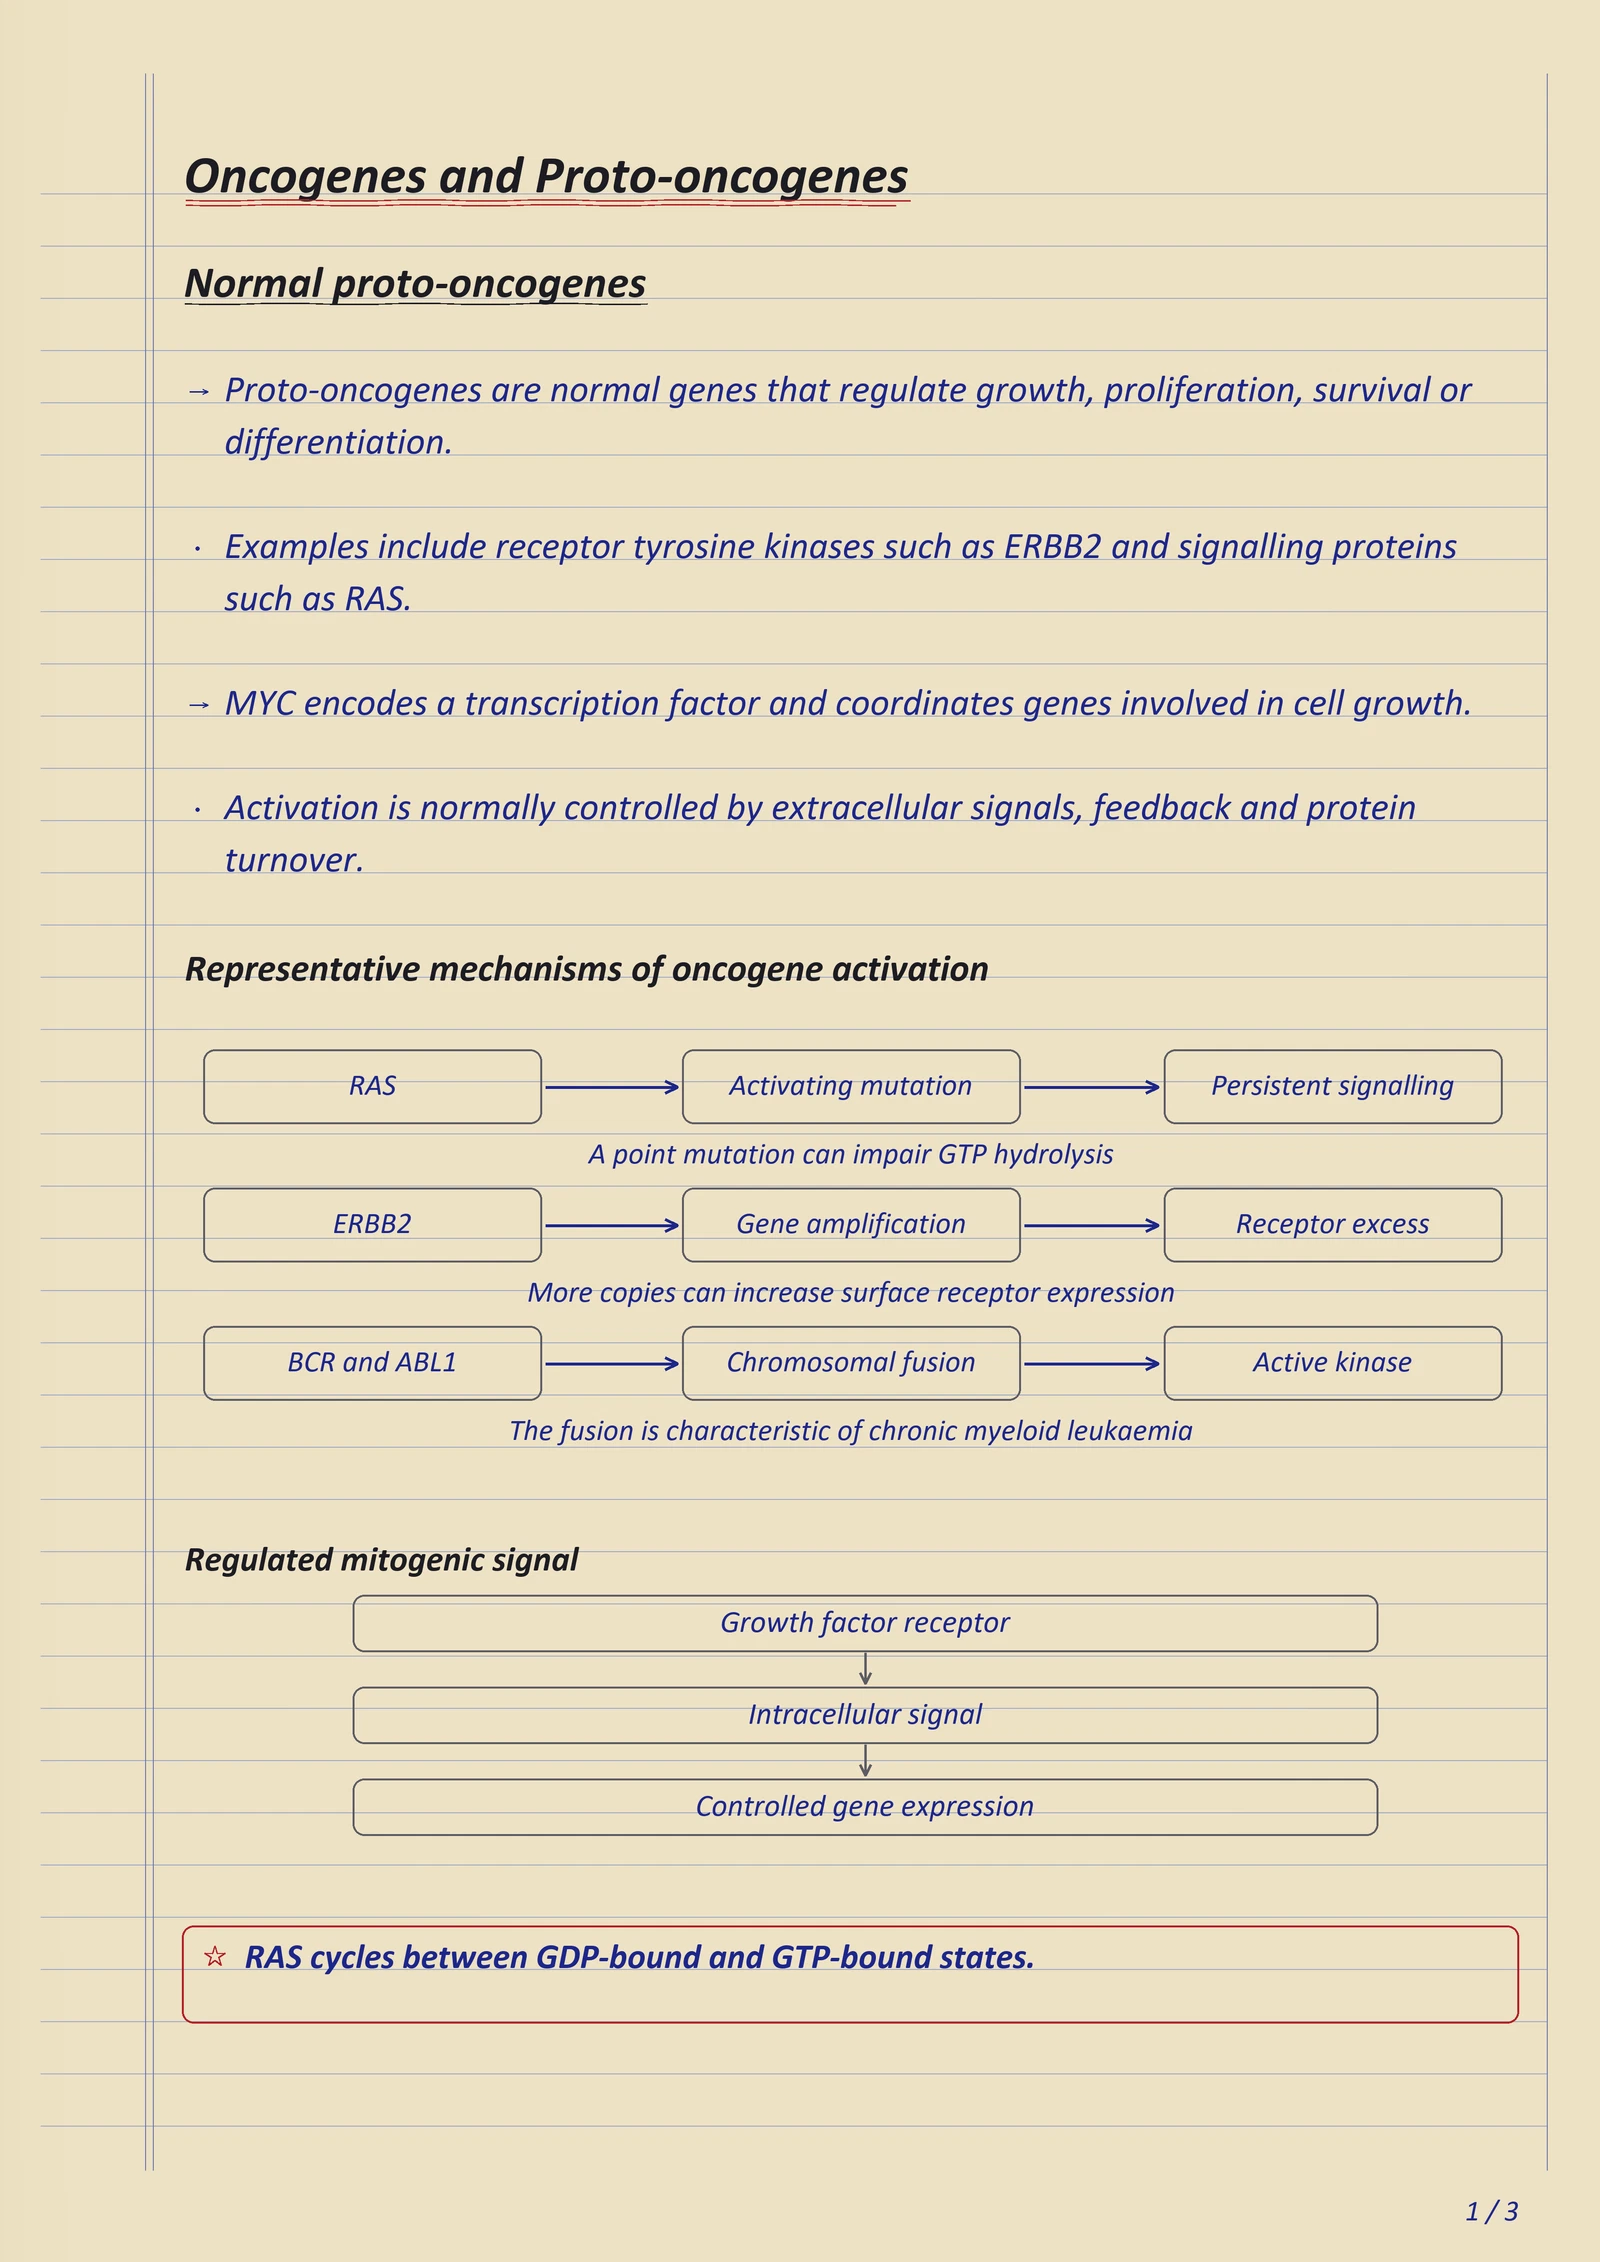 Oncogenes and Proto-oncogenes
Normal proto-oncogenes
→ Proto-oncogenes are normal genes that regulate growth, proliferation, survival or
differentiation.
· Examples include receptor tyrosine kinases such as ERBB2 and signalling proteins
such as RAS.
→ MYC encodes a transcription factor and coordinates genes involved in cell growth.
· Activation is normally controlled by extracellular signals, feedback and protein
turnover.
Representative mechanisms of oncogene activation
RAS → Activating mutation → Persistent signalling
A point mutation can impair GTP hydrolysis
ERBB2 → Gene amplification → Receptor excess
More copies can increase surface receptor expression
BCR and ABL1 → Chromosomal fusion → Active kinase
The fusion is characteristic of chronic myeloid leukaemia
Regulated mitogenic signal
Growth factor receptor
Intracellular signal
Controlled gene expression
☆ RAS cycles between GDP-bound and GTP-bound states.
1 / 3